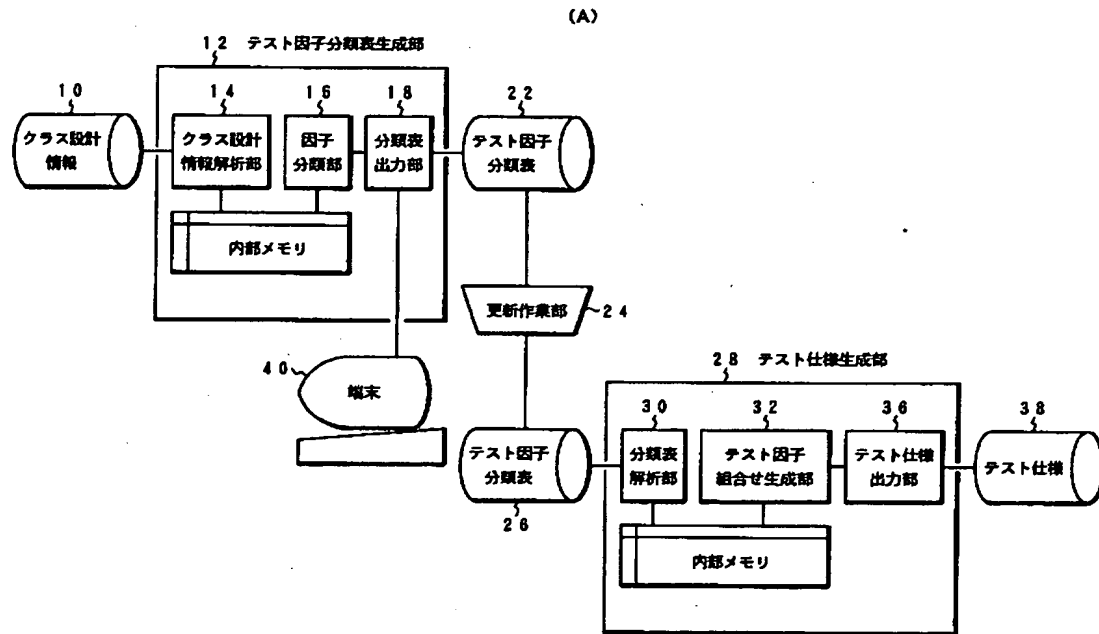 (A)
12 テスト因子分類表生成部
10
14
16
18
22
クラス設計
情報
クラス設計
情報解析部
因子
分類部
分類表
出力部
テスト因子
分類表
内部メモリ
更新作業部
24
40
端末
28 テスト仕様生成部
30
32
36
38
テスト因子
分類表
26
分類表
解析部
テスト因子
組合せ生成部
テスト仕様
出力部
テスト仕様
内部メモリ